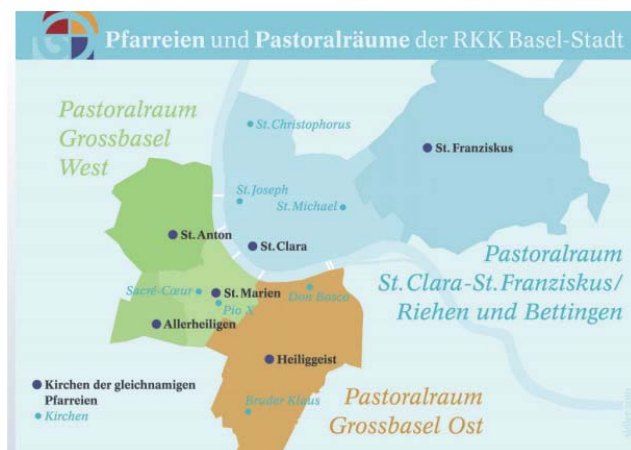 Pfarreien und Pastoralräume der RKK Basel-Stadt
Pastoralraum
Grossbasel
West
St. Christophorus
St. Franziskus
St. Joseph
St. Michael
St. Anton
St. Clara
Pastoralraum
St. Clara-St. Franziskus/
Riehen und Bettingen
Sacré-Cœur
St. Marien
Don Bosco
Pio X
Allerheiligen
Heiliggeist
Kirchen der gleichnamigen
Pfarreien
Kirchen
Bruder Klaus
Pastoralraum
Grossbasel Ost